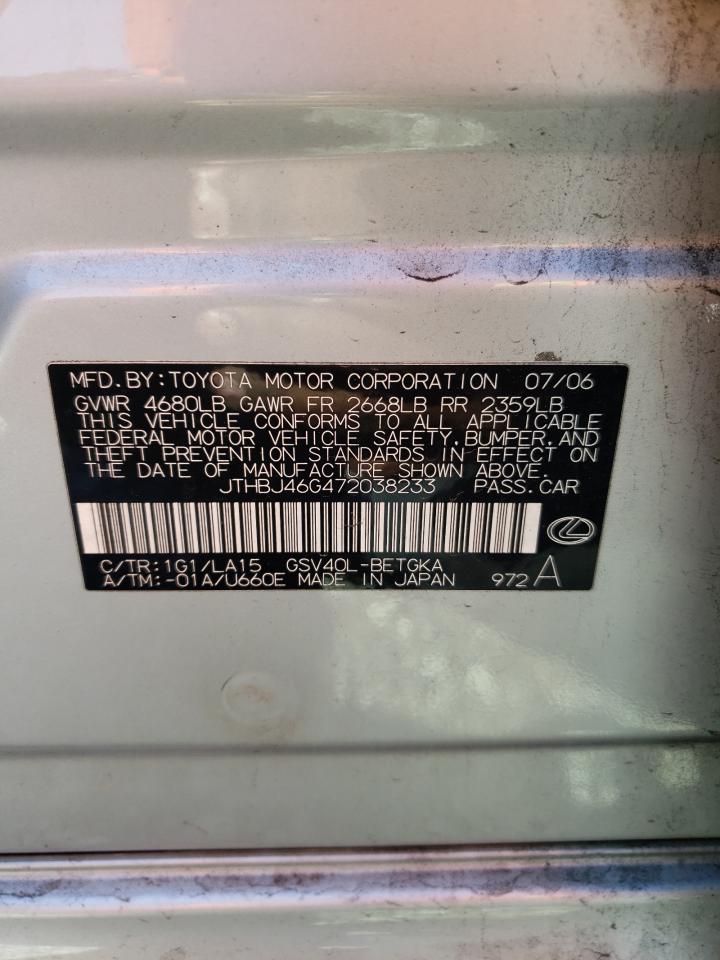 MFD.BY:TOYOTA MOTOR CORPORATION 07/06
GVWR 4680LB GAWR FR 2668LB RR 2359LB
THIS VEHICLE CONFORMS TO ALL APPLICABLE
FEDERAL MOTOR VEHICLE SAFETY,BUMPER,AND
THEFT PREVENTION STANDARDS IN EFFECT ON
THE DATE OF MANUFACTURE SHOWN ABOVE.
JTHBJ46G472038233 PASS.CAR
C/TR:1G1/LA15 GSV40L-BETGKA
A/TM:-01A/U660E MADE IN JAPAN 972A